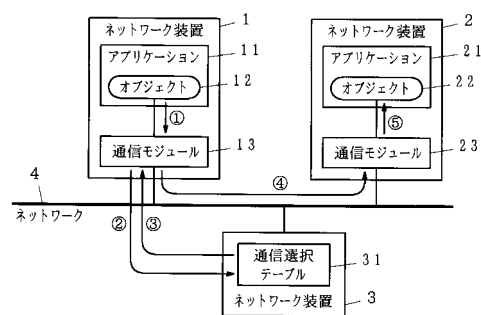 ネットワーク装置
1
アプリケーション
11
オブジェクト
12
①
通信モジュール
13
ネットワーク装置
2
アプリケーション
21
オブジェクト
22
⑤
通信モジュール
23
④
4
ネットワーク
②
③
通信選択
テーブル
31
ネットワーク装置
3